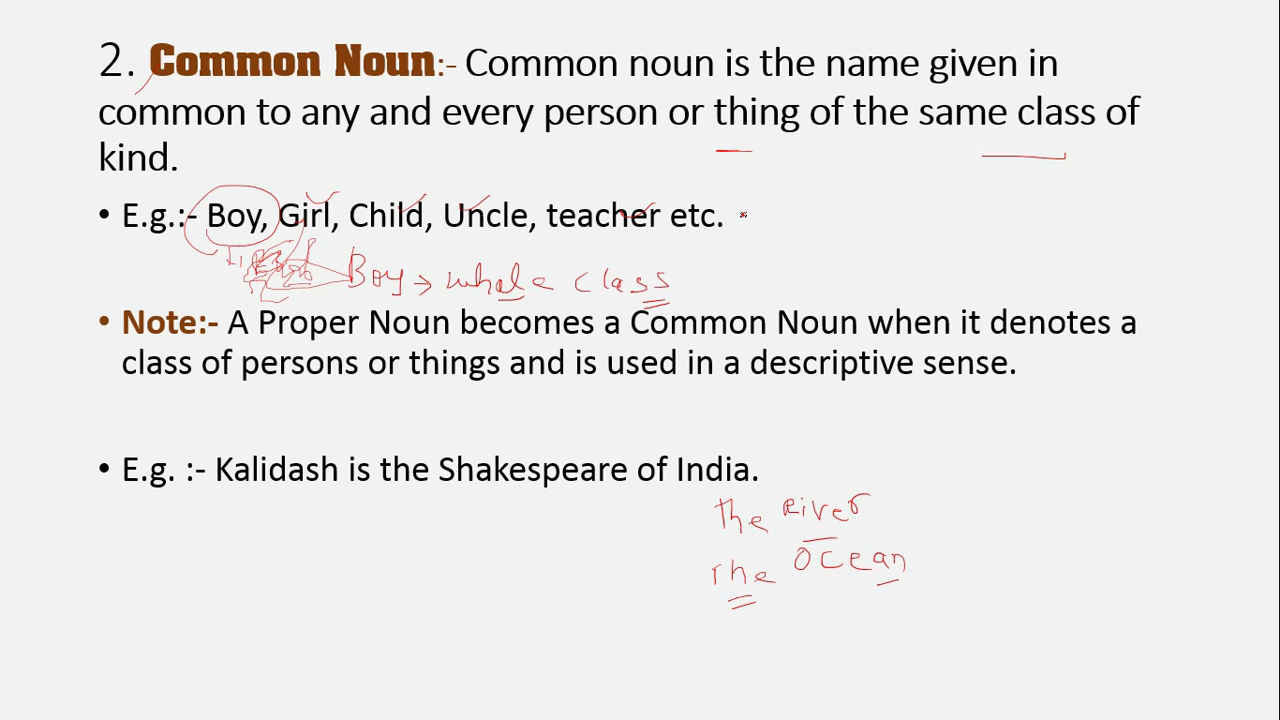 2. Common Noun:- Common noun is the name given in
common to any and every person or thing of the same class of
kind.
• E.g.:- Boy, Girl, Child, Uncle, teacher etc.
Boy → whole class
• Note:- A Proper Noun becomes a Common Noun when it denotes a
class of persons or things and is used in a descriptive sense.
• E.g. :- Kalidash is the Shakespeare of India.
The River
The Ocean